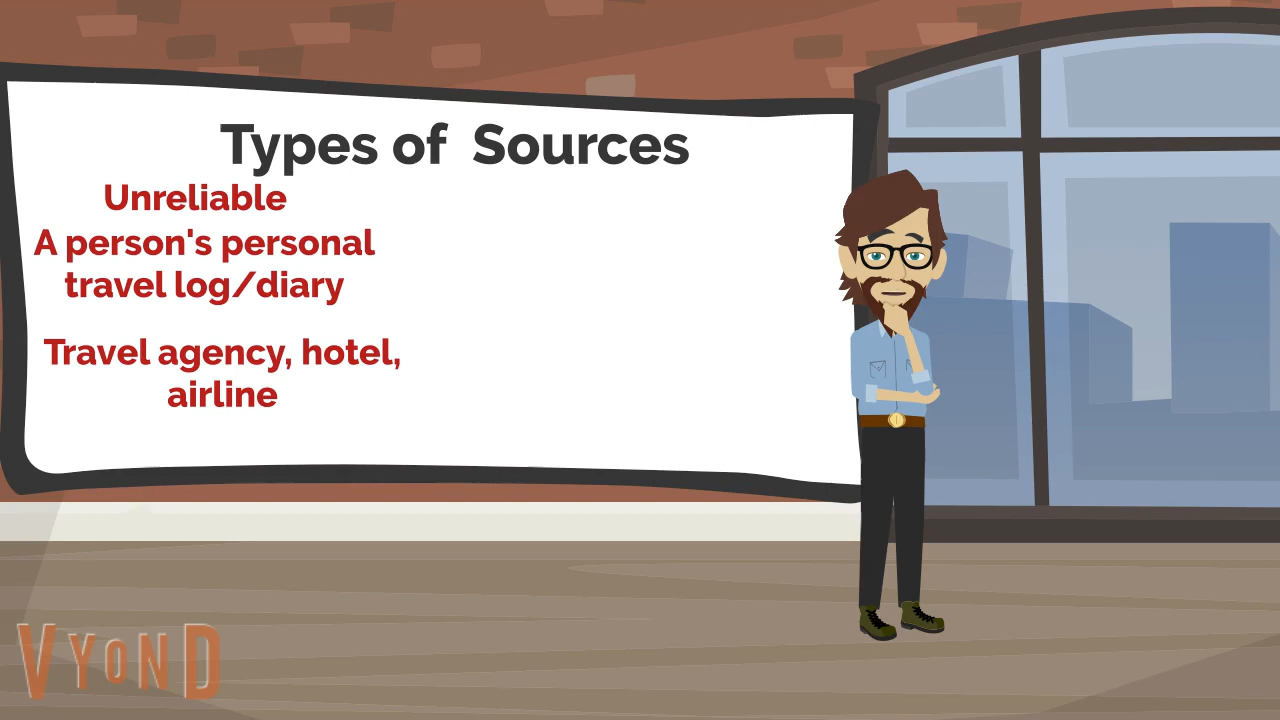 Types of Sources
Unreliable
A person's personal
travel log/diary
Travel agency, hotel,
airline
VYOND